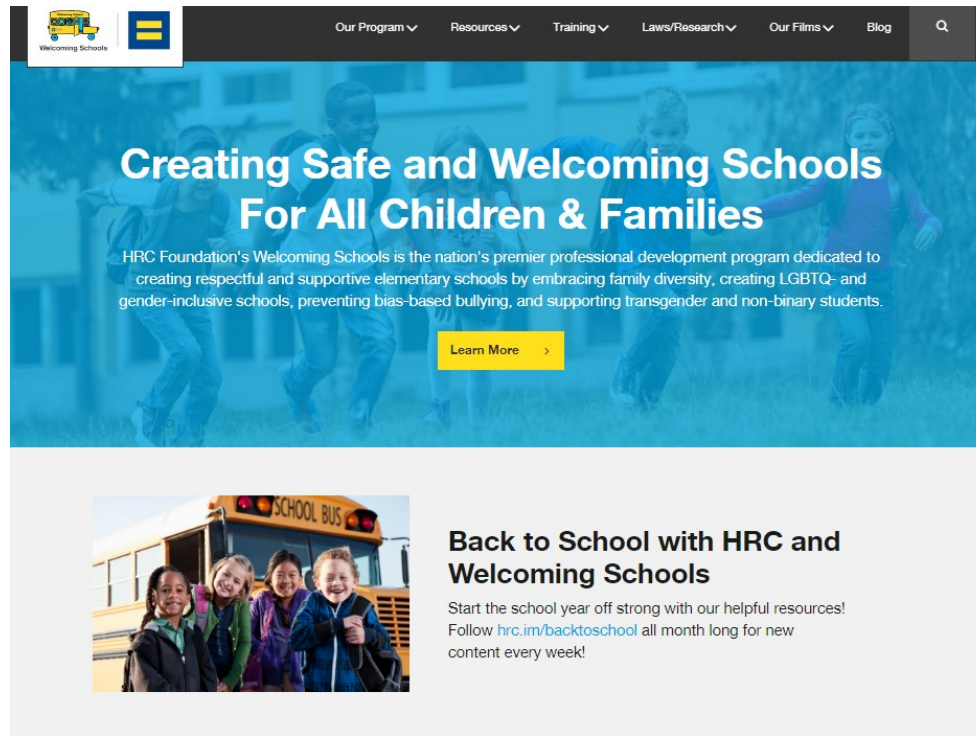 Welcoming Schools
Our Program
Resources
Training
Laws/Research
Our Films
Blog
Creating Safe and Welcoming Schools
For All Children & Families
HRC Foundation's Welcoming Schools is the nation's premier professional development program dedicated to
creating respectful and supportive elementary schools by embracing family diversity, creating LGBTQ- and
gender-inclusive schools, preventing bias-based bullying, and supporting transgender and non-binary students.
Learn More
SCHOOL BUS
Back to School with HRC and
Welcoming Schools
Start the school year off strong with our helpful resources!
Follow hrc.im/backtoschool all month long for new
content every week!